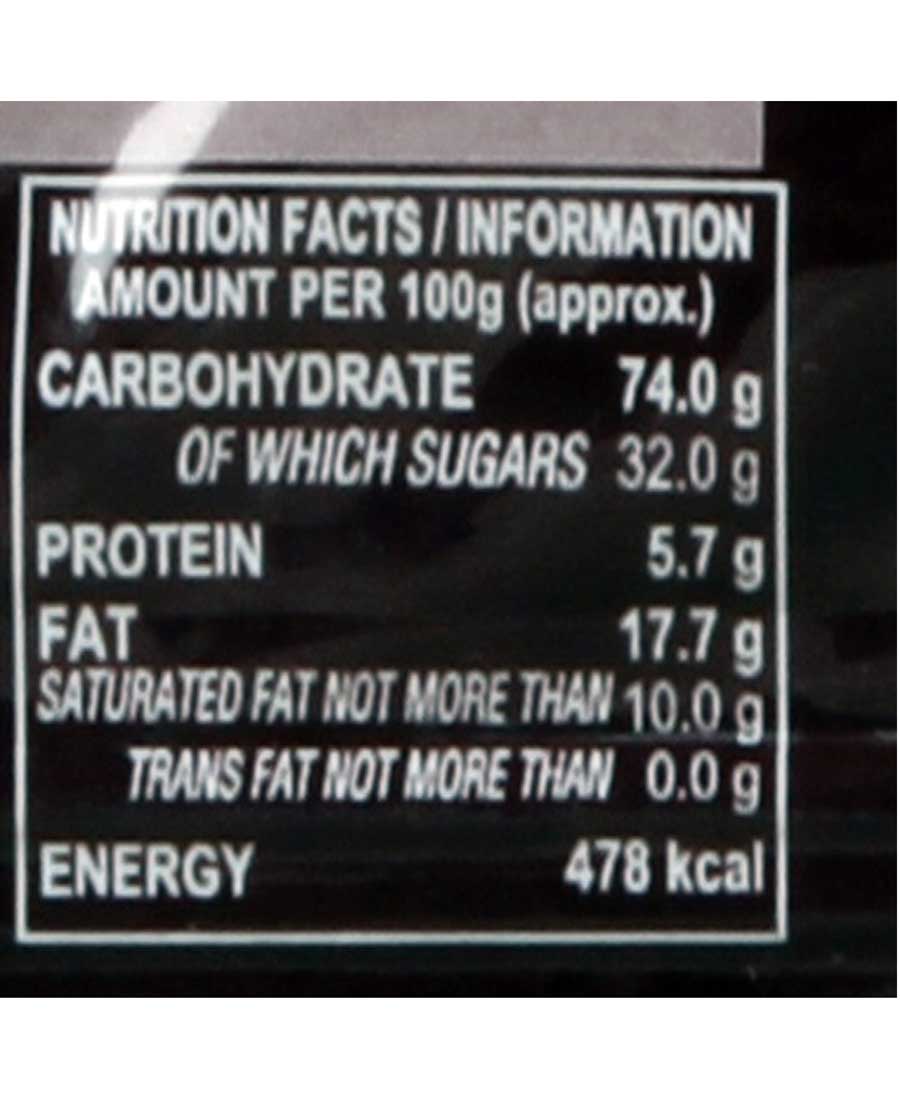 NUTRITION FACTS / INFORMATION
AMOUNT PER 100g (approx.)
CARBOHYDRATE 74.0 g
OF WHICH SUGARS 32.0 g
PROTEIN 5.7 g
FAT 17.7 g
SATURATED FAT NOT MORE THAN 10.0 g
TRANS FAT NOT MORE THAN 0.0 g
ENERGY 478 kcal